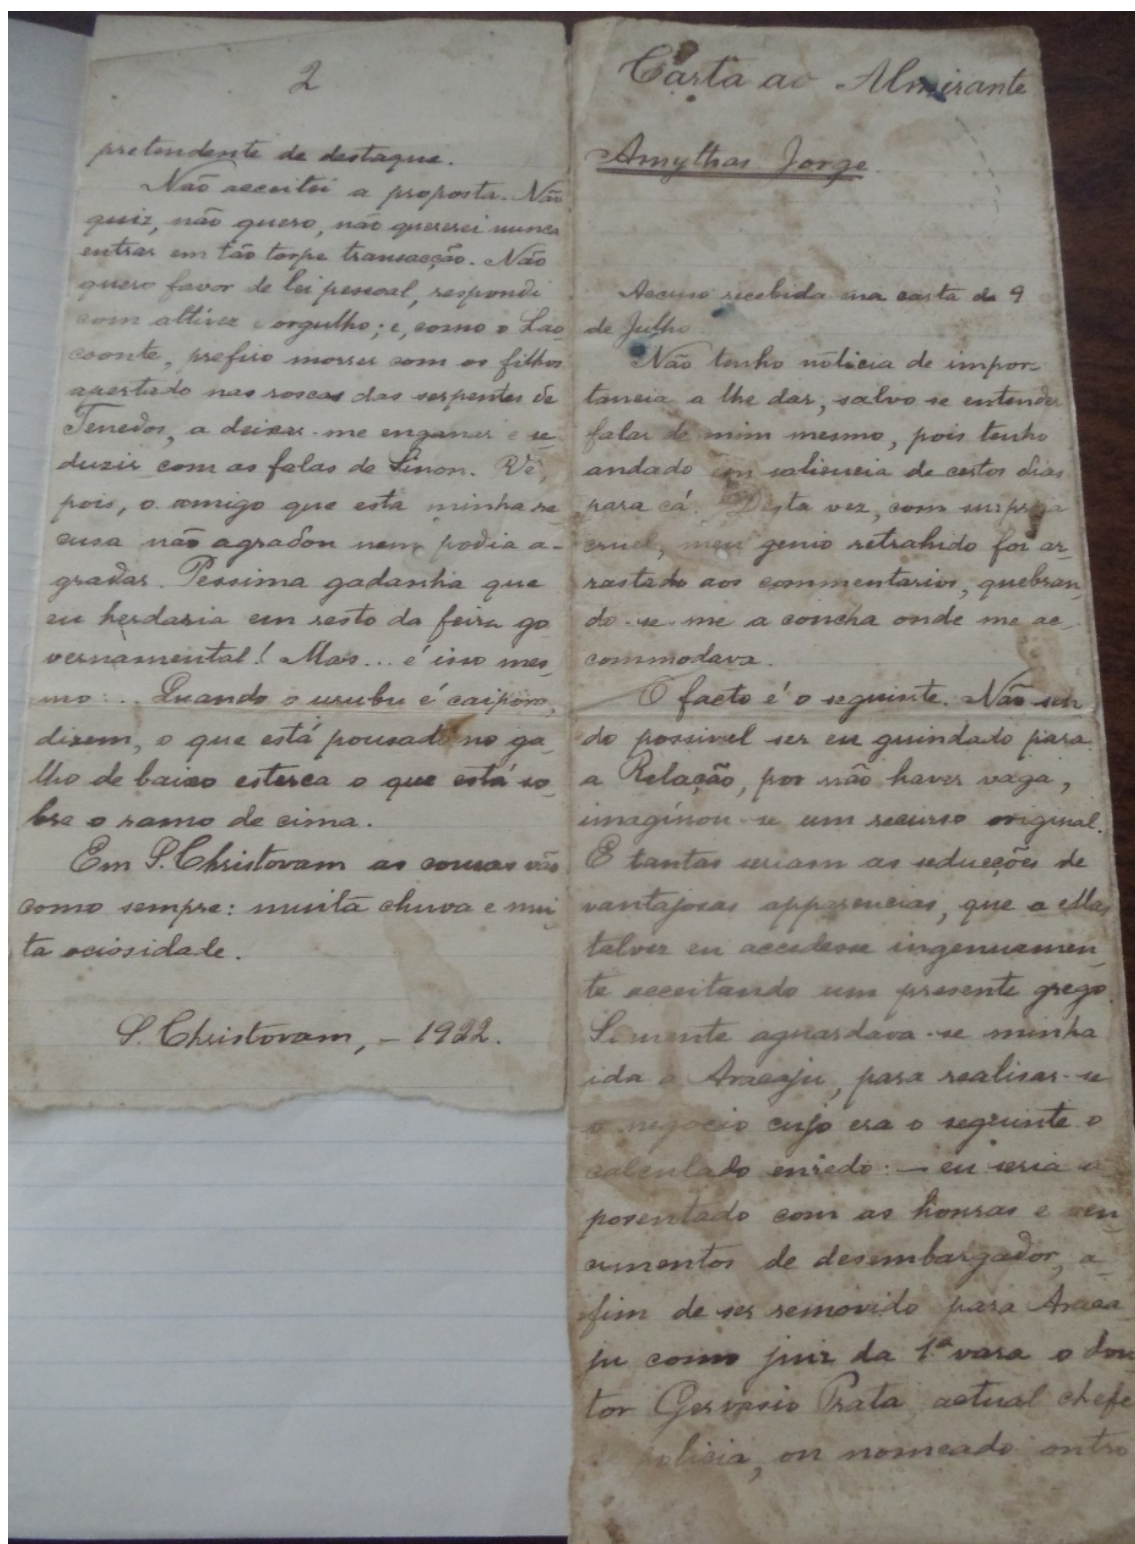 Carta ao Almirante
Amynthas Jorge.
Accuso recebida sua carta de 9
de Julho.
Não tenho noticia de impor-
tancia a lhe dar, salvo se entender
falar de mim mesmo, pois tenho
andado em saliencia de certos dias
para cá. Desta vez, com surpreza
cruel, meu genio retrahido foi ar-
rastado aos commentarios, quebran-
do-se-me a concha onde me ac-
commodava.
O facto é o seguinte. Não sen-
do possivel ser eu guindado para
a Relação, por não haver vaga,
imaginou-se um recurso original.
E tantas seriam as seducções de
vantajosas apparencias, que a ellas
talvez eu accedesse ingenuamen-
te acceitando um presente grego.
Somente aguardava-se minha
ida a Aracaju, para realisar-se
o negocio cujo era o seguinte o
calculado enredo: — eu seria a-
posentado com as honras e ven-
cimentos de desembargador, a-
fim de ser removido para Araca-
ju como juiz da 1ª vara o dou-
tor Gervasio Prata, actual chefe
de policia, ou nomeado outro
2
pretendente de destaque.
Não acceitei a proposta. Não
quiz, não quero, não quererei nunca
entrar em tão torpe transacção. Não
quero favor de lei pessoal, respondi
com altivez e orgulho; e, como o Lao-
coonte, prefiro morrer com os filhos
apertado nas roscas das serpentes de
Tenedos, a deixar-me enganar e se-
duzir com as falas de Sinon. Vê,
pois, o amigo que esta minha re-
cusa não agradou nem podia a-
gradar. Pessima gadanha que
eu herdaria em resto da feira go-
vernamental! Mas... é isso mes-
mo... Quando o urubu é caipora,
dizem, o que está pousado no ga-
lho de baixo esterca o que está so-
bre o ramo de cima.
Em S. Christovam as cousas vão
como sempre: muita chuva e mui-
ta ociosidade.
S. Christovam, – 1922.